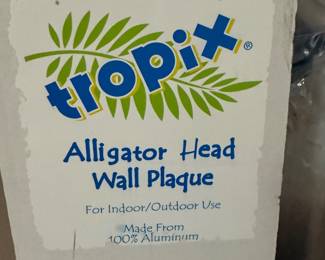 tropix®
Alligator Head
Wall Plaque
For Indoor/Outdoor Use
Made From
100% Aluminum